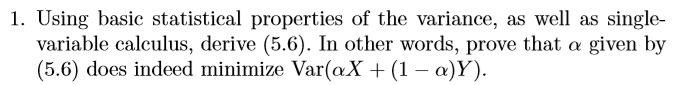 1. Using basic statistical properties of the variance, as well as single-
variable calculus, derive (5.6). In other words, prove that α given by
(5.6) does indeed minimize Var(αX + (1 − α)Y).